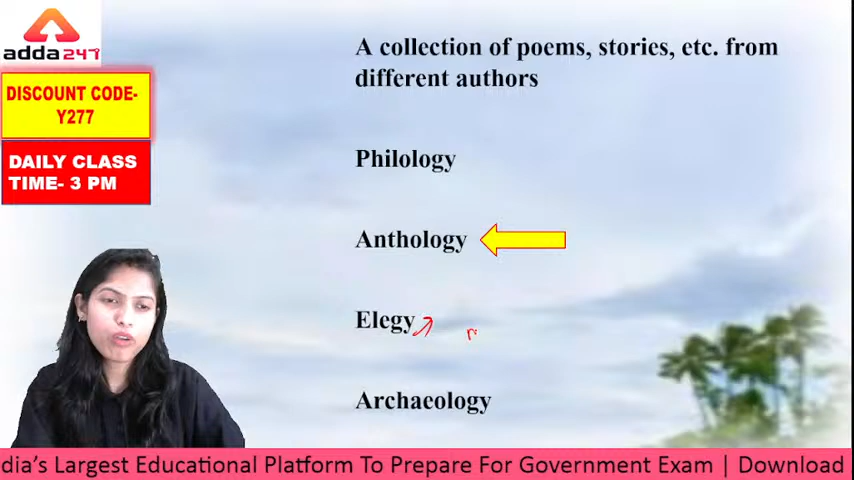 adda247
DISCOUNT CODE-
Y277
DAILY CLASS
TIME- 3 PM
A collection of poems, stories, etc. from
different authors
Philology
Anthology
Elegy
Archaeology
dia's Largest Educational Platform To Prepare For Government Exam | Download